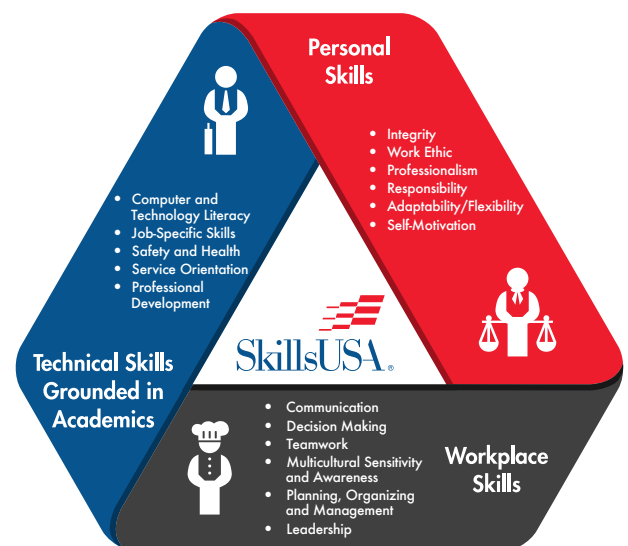 Personal
Skills
• Integrity
• Work Ethic
• Professionalism
• Responsibility
• Adaptability/Flexibility
• Self-Motivation
• Computer and
Technology Literacy
• Job-Specific Skills
• Safety and Health
• Service Orientation
• Professional
Development
Technical Skills
Grounded in
Academics
SkillsUSA®
• Communication
• Decision Making
• Teamwork
• Multicultural Sensitivity
and Awareness
• Planning, Organizing
and Management
• Leadership
Workplace
Skills